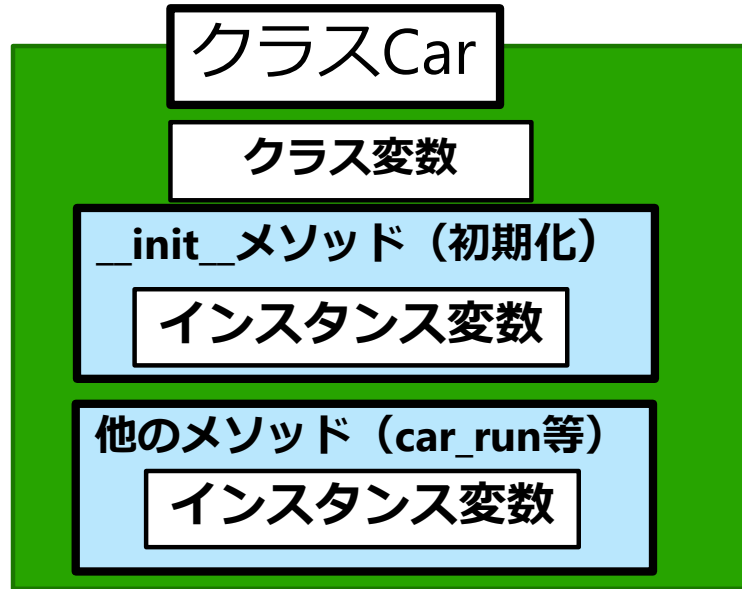 クラスCar
クラス変数
__init__メソッド（初期化）
インスタンス変数
他のメソッド（car_run等）
インスタンス変数